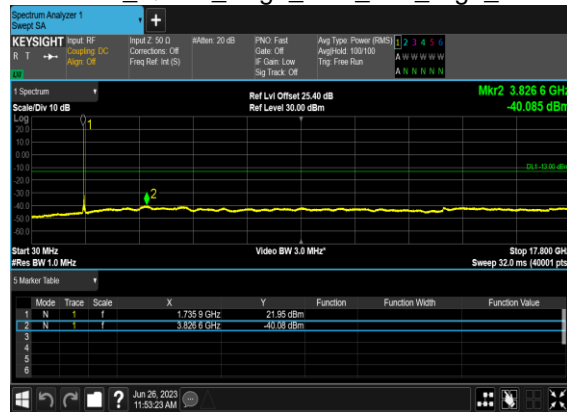 Spectrum Analyzer 1
Swept SA
+
KEYSIGHT Input: RF Input Z: 50 Ω #Atten: 20 dB PNO: Fast Avg Type: Power (RMS) 1 2 3 4 5 6
R T Coupling: DC Corrections: Off Gate: Off Avg|Hold: 100/100 A W W W W W
Align: Off Freq Ref: Int (S) IF Gain: Low Trig: Free Run
Sig Track: Off A N N N N N
LW
1 Spectrum Ref Lvl Offset 25.40 dB Mkr2 3.826 6 GHz
Scale/Div 10 dB Ref Level 30.00 dBm -40.085 dBm
Log
20.0 1
10.0
0.00
-10.0 DL1 -13.00 dBm
-20.0
-30.0 2
-40.0
-50.0
-60.0
Start 30 MHz Video BW 3.0 MHz* Stop 17.800 GHz
#Res BW 1.0 MHz Sweep 32.0 ms (40001 pts)
5 Marker Table
Mode Trace Scale X Y Function Function Width Function Value
1 N 1 f 1.735 9 GHz 21.95 dBm
2 N 1 f 3.826 6 GHz -40.08 dBm
3
4
5
6
? Jun 26, 2023
11:53:23 AM